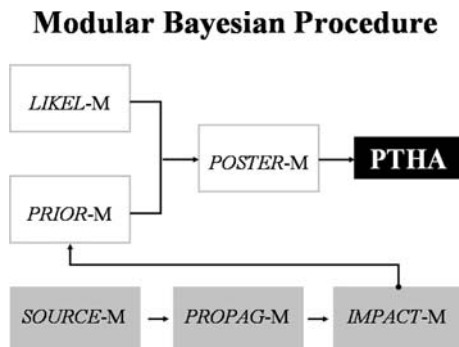 Modular Bayesian Procedure
LIKEL-M
POSTER-M
PTHA
PRIOR-M
SOURCE-M
PROPAG-M
IMPACT-M